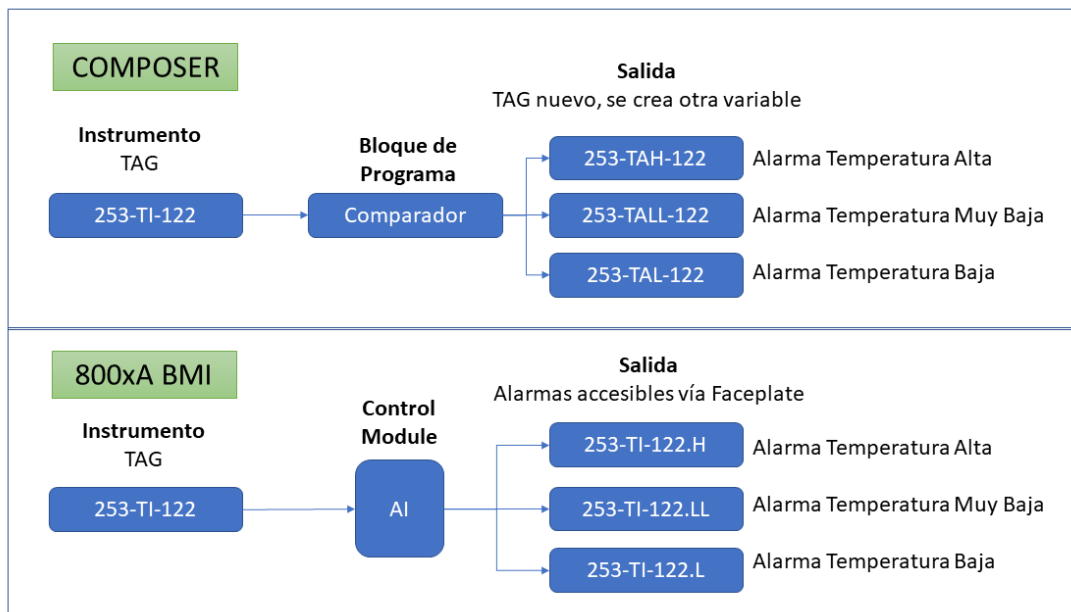 COMPOSER
Salida
TAG nuevo, se crea otra variable
Instrumento
TAG
Bloque de
Programa
253-TI-122
Comparador
253-TAH-122
Alarma Temperatura Alta
253-TALL-122
Alarma Temperatura Muy Baja
253-TAL-122
Alarma Temperatura Baja
800xA BMI
Salida
Alarmas accesibles vía Faceplate
Instrumento
TAG
Control
Module
253-TI-122
AI
253-TI-122.H
Alarma Temperatura Alta
253-TI-122.LL
Alarma Temperatura Muy Baja
253-TI-122.L
Alarma Temperatura Baja